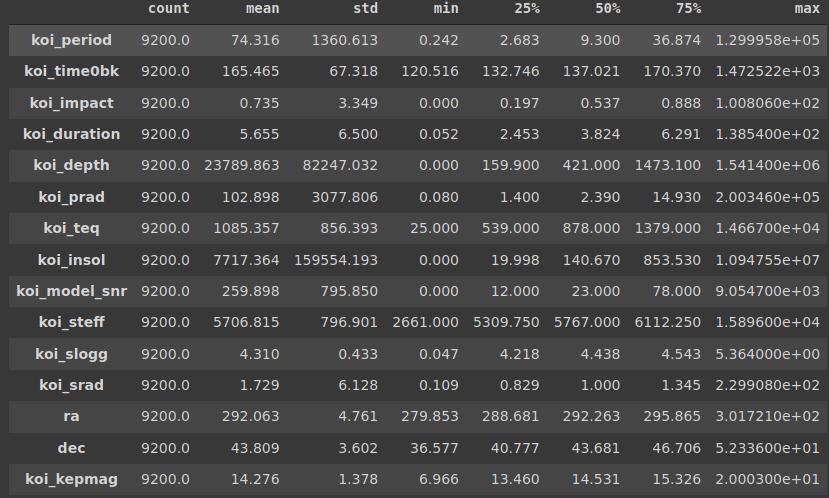 count mean std min 25% 50% 75% max
koi_period 9200.0 74.316 1360.613 0.242 2.683 9.300 36.874 1.299958e+05
koi_time0bk 9200.0 165.465 67.318 120.516 132.746 137.021 170.370 1.472522e+03
koi_impact 9200.0 0.735 3.349 0.000 0.197 0.537 0.888 1.008060e+02
koi_duration 9200.0 5.655 6.500 0.052 2.453 3.824 6.291 1.385400e+02
koi_depth 9200.0 23789.863 82247.032 0.000 159.900 421.000 1473.100 1.541400e+06
koi_prad 9200.0 102.898 3077.806 0.080 1.400 2.390 14.930 2.003460e+05
koi_teq 9200.0 1085.357 856.393 25.000 539.000 878.000 1379.000 1.466700e+04
koi_insol 9200.0 7717.364 159554.193 0.000 19.998 140.670 853.530 1.094755e+07
koi_model_snr 9200.0 259.898 795.850 0.000 12.000 23.000 78.000 9.054700e+03
koi_steff 9200.0 5706.815 796.901 2661.000 5309.750 5767.000 6112.250 1.589600e+04
koi_slogg 9200.0 4.310 0.433 0.047 4.218 4.438 4.543 5.364000e+00
koi_srad 9200.0 1.729 6.128 0.109 0.829 1.000 1.345 2.299080e+02
ra 9200.0 292.063 4.761 279.853 288.681 292.263 295.865 3.017210e+02
dec 9200.0 43.809 3.602 36.577 40.777 43.681 46.706 5.233600e+01
koi_kepmag 9200.0 14.276 1.378 6.966 13.460 14.531 15.326 2.000300e+01